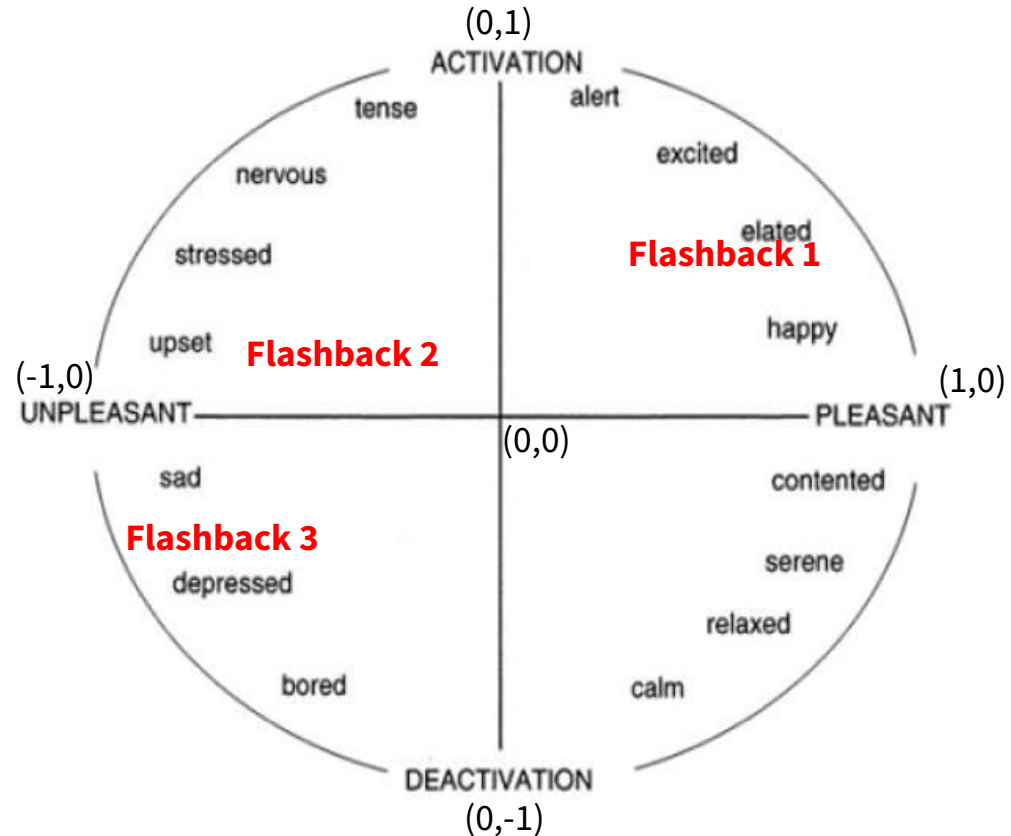 (0,1)
ACTIVATION
tense
alert
nervous
excited
stressed
elated
Flashback 1
upset
happy
Flashback 2
(-1,0)
(1,0)
UNPLEASANT
PLEASANT
(0,0)
sad
contented
Flashback 3
serene
depressed
relaxed
bored
calm
DEACTIVATION
(0,-1)